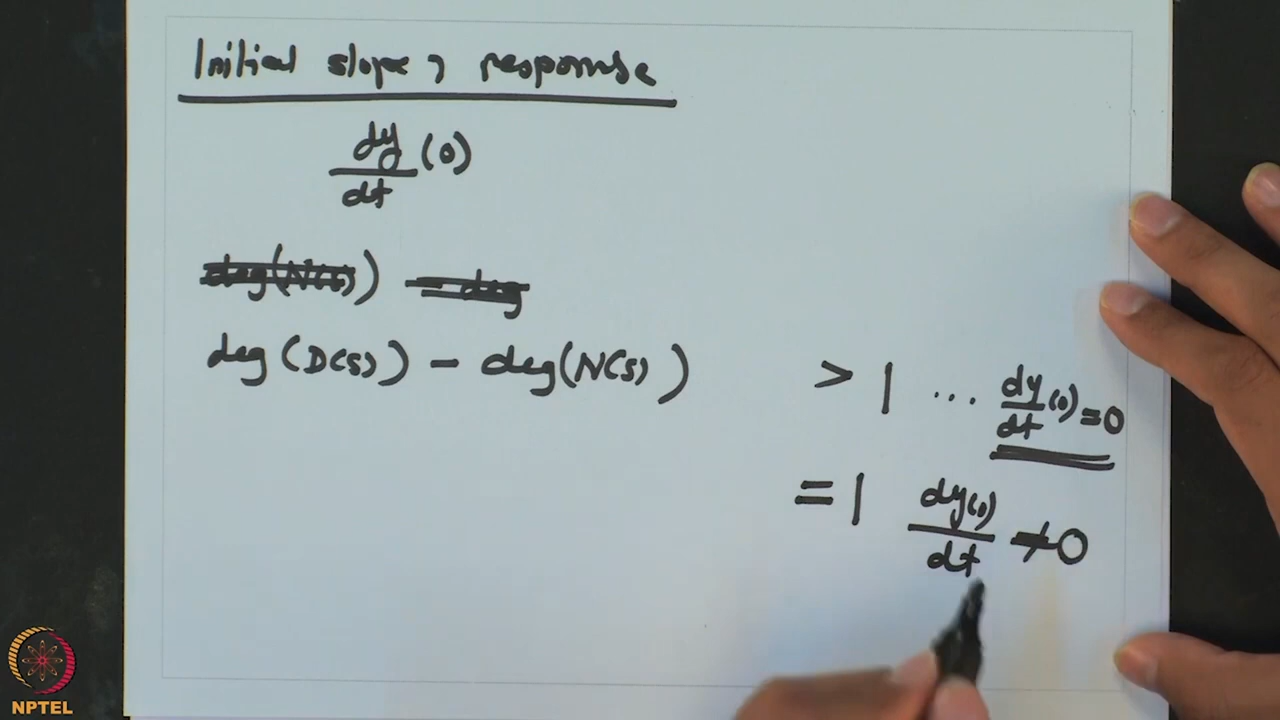 Initial slope, response
dy/dt (0)
deg(N(s)) = deg
deg(D(s)) - deg(N(s)) > 1 ... dy/dt (0) = 0
= 1 dy(0)/dt ≠ 0
NPTEL